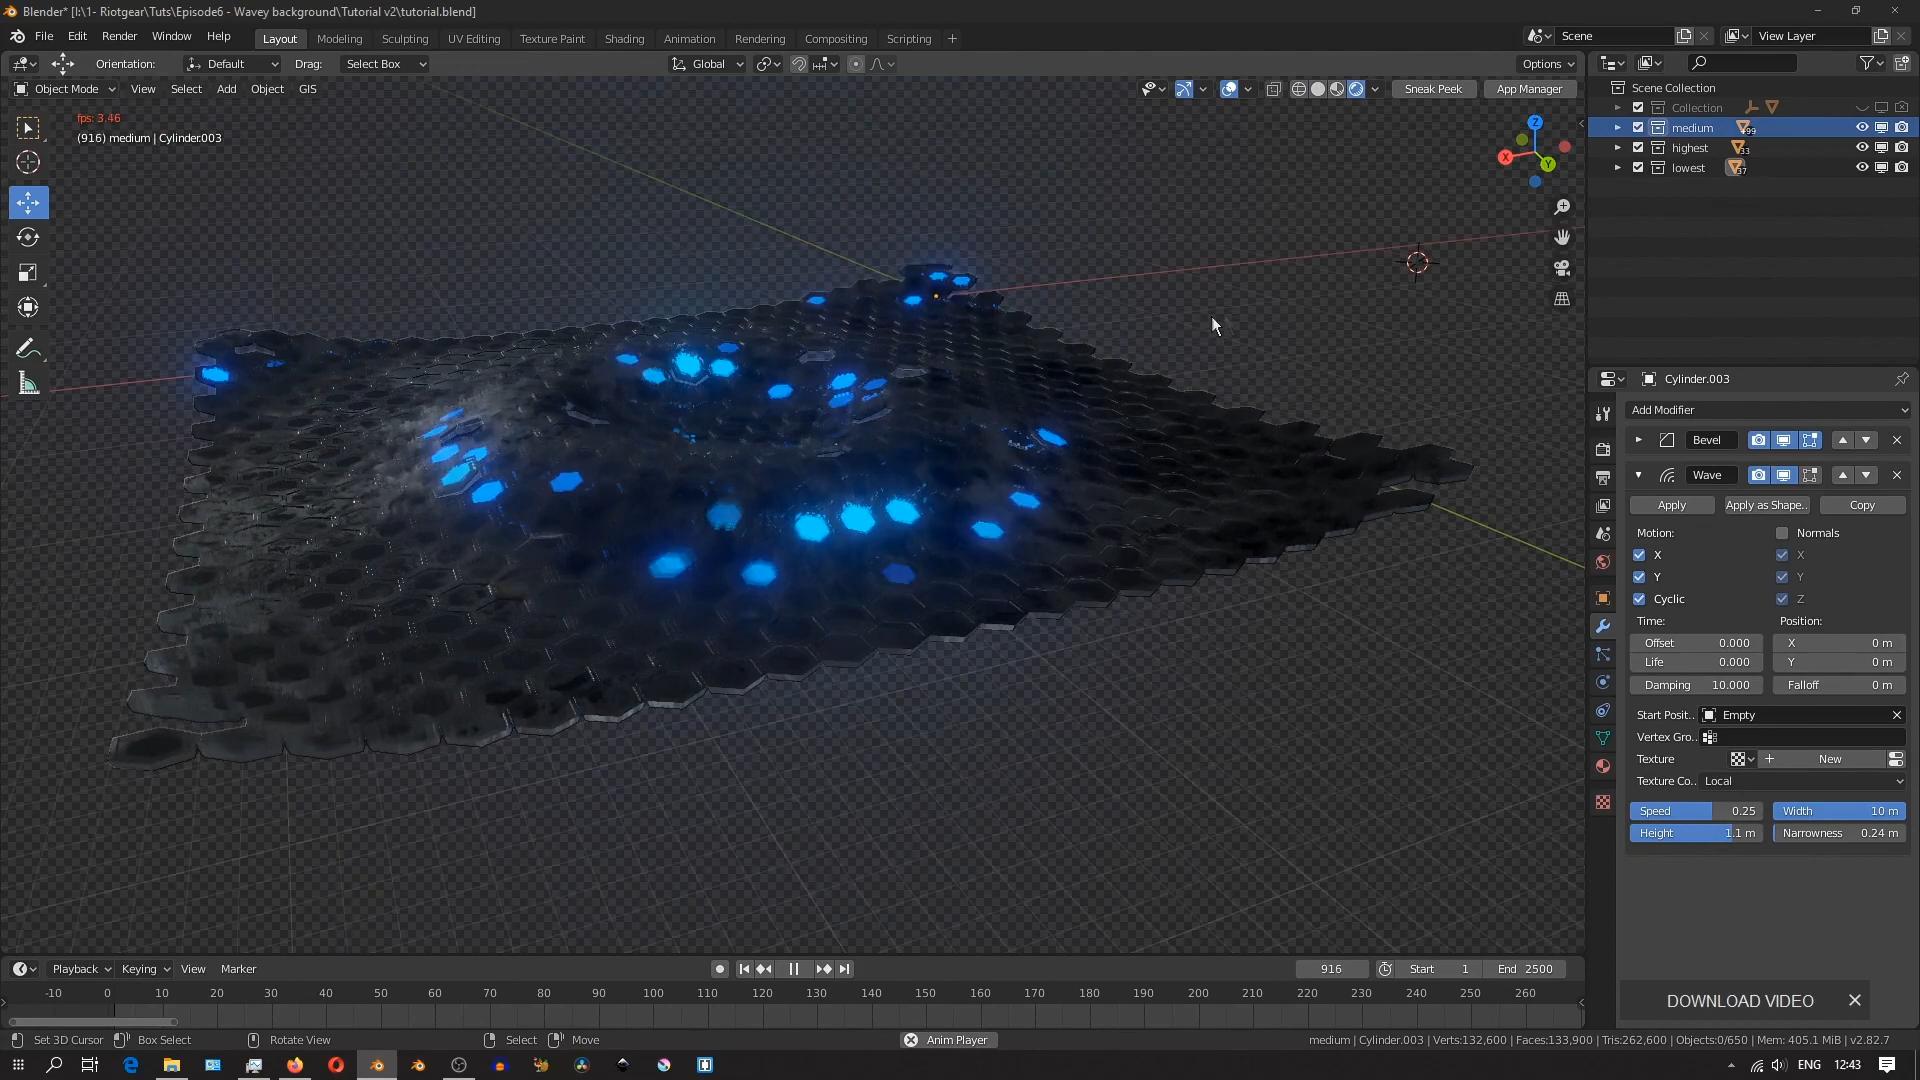 Blender* [I:\1- Riotgear\Tuts\Episode6 - Wavey background\Tutorial v2\tutorial.blend]
File Edit Render Window Help Layout Modeling Sculpting UV Editing Texture Paint Shading Animation Rendering Compositing Scripting + Scene View Layer
Orientation: Default Drag: Select Box Global Options
Object Mode View Select Add Object GIS Sneak Peek App Manager
Scene Collection
Collection
medium 499
highest 33
lowest 37
fps: 3.46
(916) medium | Cylinder.003
Z
X
Y
Cylinder.003
Add Modifier
Bevel
Wave
Apply Apply as Shape.. Copy
Motion: Normals
X X
Y Y
Cyclic Z
Time: Position:
Offset 0.000 X 0 m
Life 0.000 Y 0 m
Damping 10.000 Falloff 0 m
Start Posit.. Empty
Vertex Gro..
Texture New
Texture Co.. Local
Speed 0.25 Width 10 m
Height 1.1 m Narrowness 0.24 m
Playback Keying View Marker 916 Start 1 End 2500
-10 0 10 20 30 40 50 60 70 80 90 100 110 120 130 140 150 160 170 180 190 200 210 220 230 240 250 260
DOWNLOAD VIDEO
Set 3D Cursor Box Select Rotate View Select Move Anim Player medium | Cylinder.003 | Verts:132,600 | Faces:133,900 | Tris:262,600 | Objects:0/650 | Mem: 405.1 MiB | v2.82.7
ENG 12:43